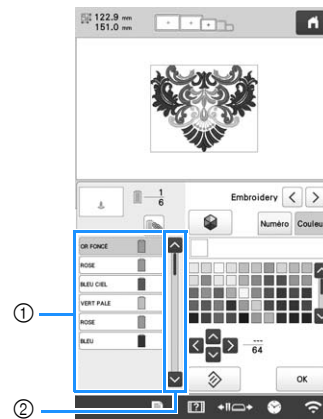 122.9 mm
151.0 mm
1
6
Embroidery
Numéro Couleu
OR FONCÉ
ROSE
BLEU CIEL
VERT PALE
ROSE
BLEU
---
64
OK
①
②